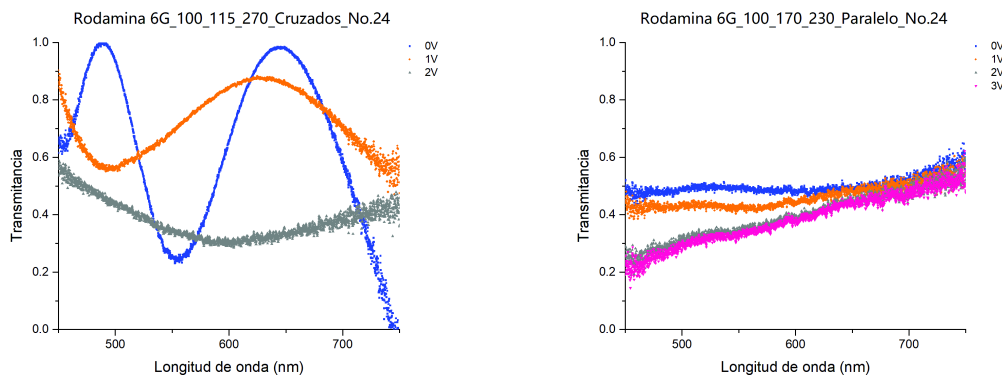 Rodamina 6G_100_115_270_Cruzados_No.24
1.0
0.8
0.6
0.4
0.2
0.0
Transmitancia
500
600
700
Longitud de onda (nm)
0V
1V
2V
Rodamina 6G_100_170_230_Paralelo_No.24
1.0
0.8
0.6
0.4
0.2
0.0
Transmitancia
500
600
700
Longitud de onda (nm)
0V
1V
2V
3V